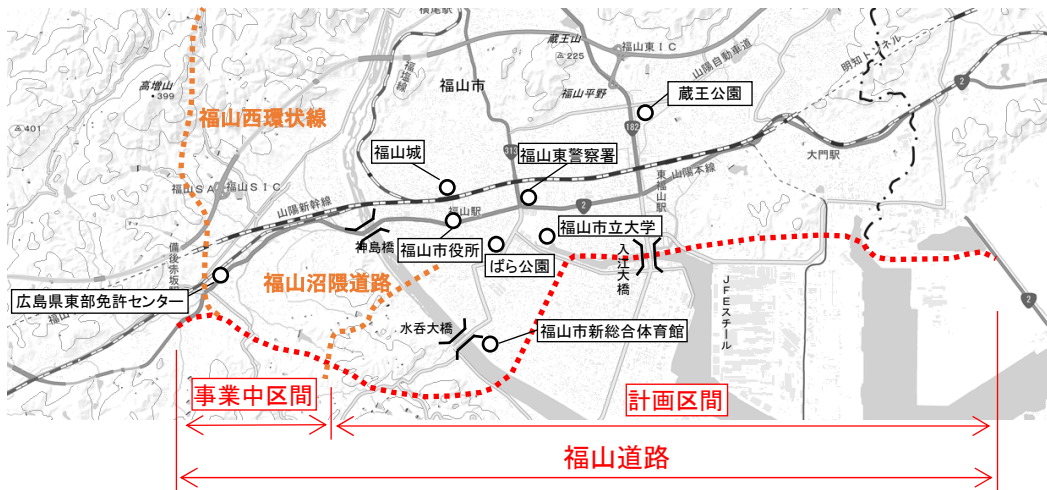 横尾駅
蔵王山
225
福山東IC
山陽自動車道
明知トンネル
2
高増山
399
401
福塩線
福山市
福山平野
蔵王公園
182
福山西環状線
福山城
313
福山東警察署
大門駅
福山SA
福山SIC
山陽新幹線
福山駅
2
東福山駅
山陽本線
神島橋
福山市役所
福山市立大学
ばら公園
入江大橋
備後赤坂駅
広島県東部免許センター
福山沼隈道路
JFEスチール
2
水呑大橋
福山市新総合体育館
事業中区間
計画区間
福山道路